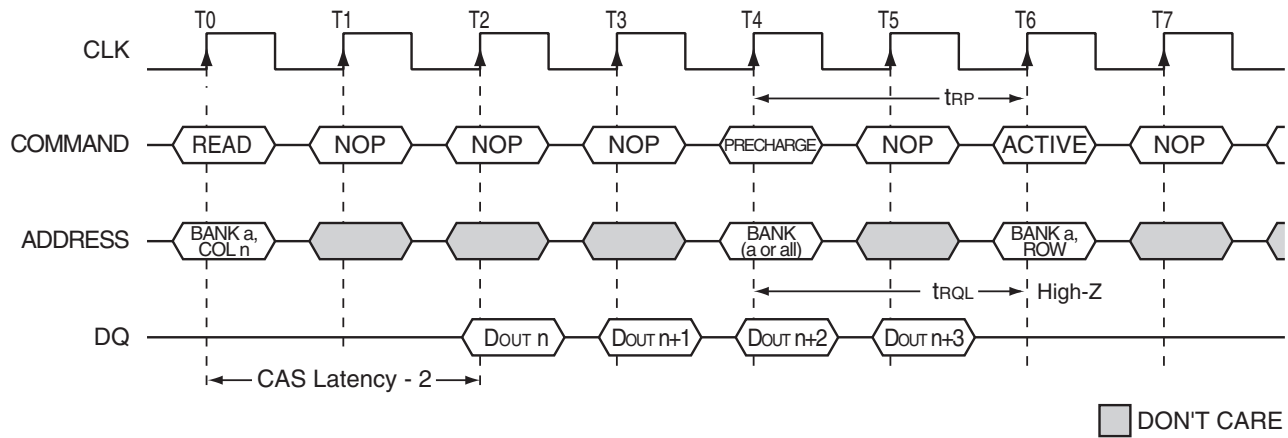 T0 T1 T2 T3 T4 T5 T6 T7
CLK
tRP
COMMAND READ NOP NOP NOP PRECHARGE NOP ACTIVE NOP
ADDRESS BANK a, COL n BANK (a or all) BANK a, ROW
tRQL High-Z
DQ DOUT n DOUT n+1 DOUT n+2 DOUT n+3
CAS Latency - 2
DON'T CARE